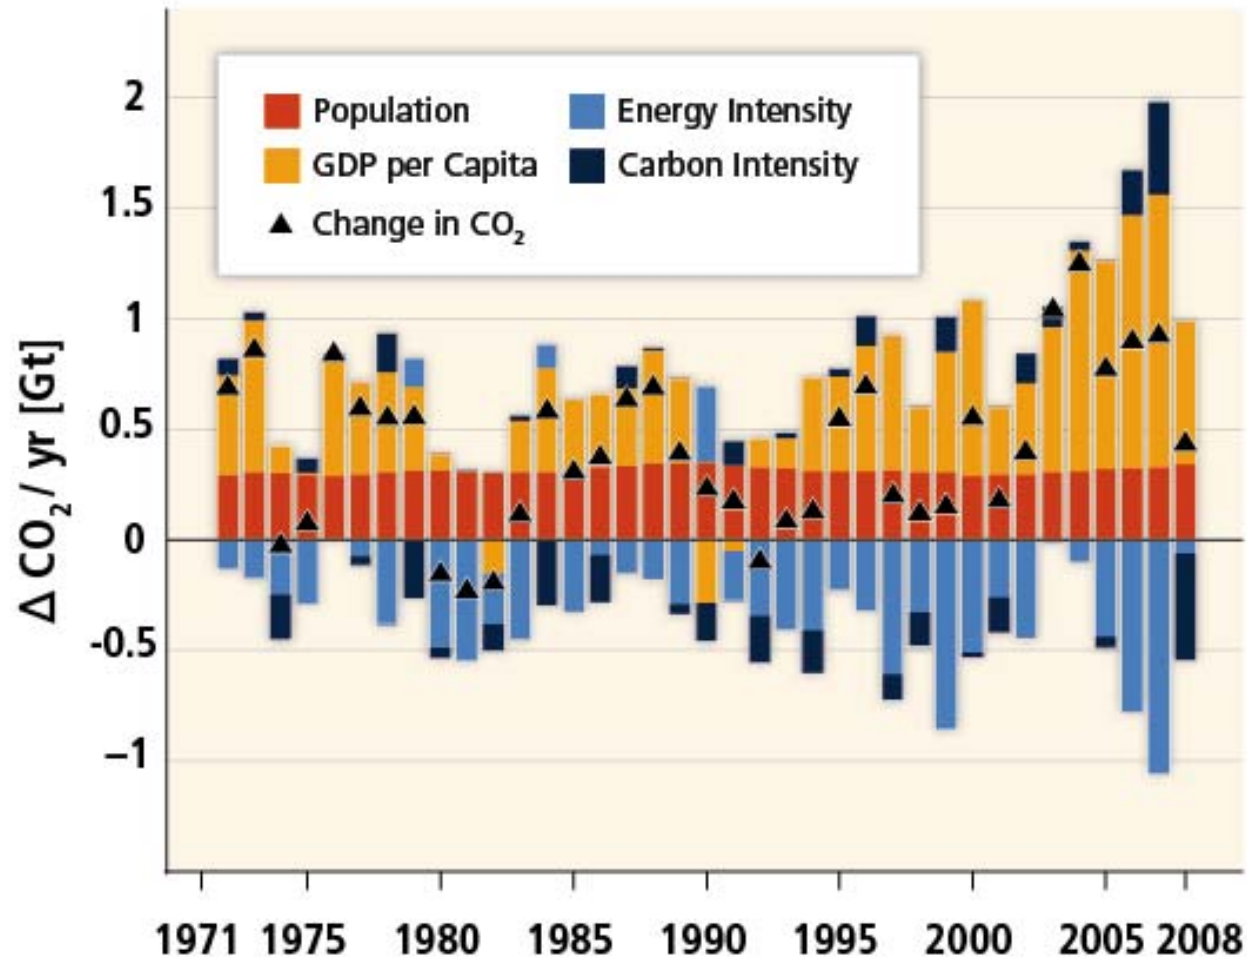 Population
Energy Intensity
GDP per Capita
Carbon Intensity
▲ Change in CO₂
Δ CO₂/ yr [Gt]
2
1.5
1
0.5
0
-0.5
–1
1971 1975 1980 1985 1990 1995 2000 2005 2008